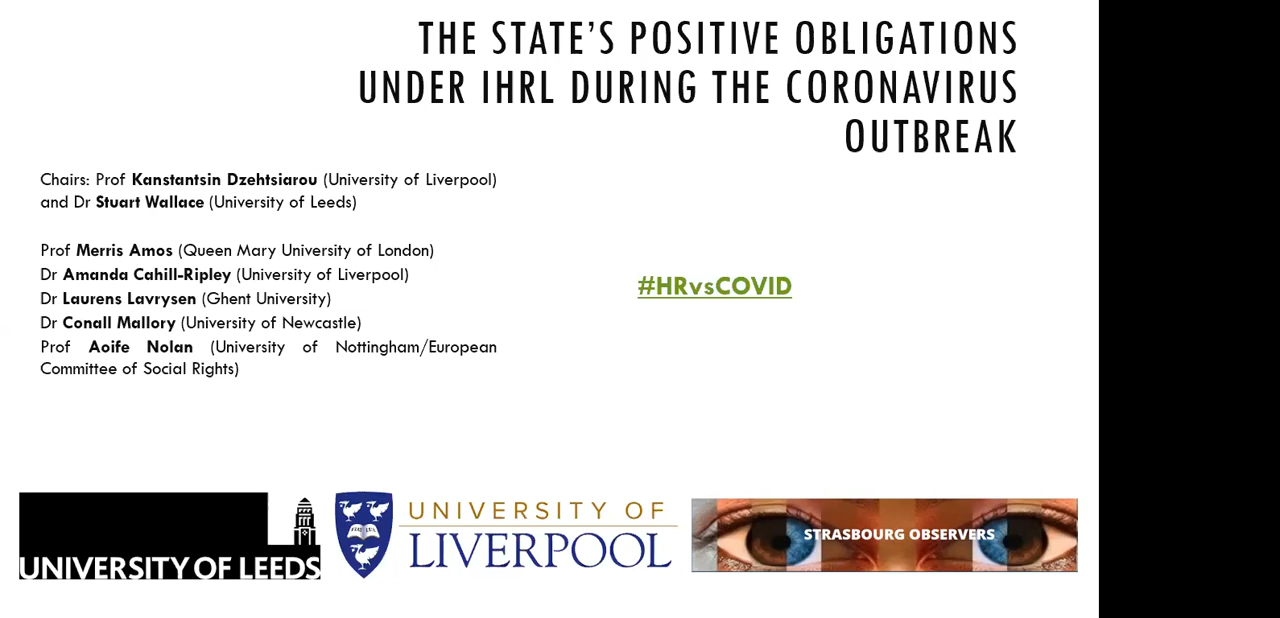 THE STATE'S POSITIVE OBLIGATIONS
UNDER IHRL DURING THE CORONAVIRUS
OUTBREAK
Chairs: Prof Kanstantsin Dzehtsiarou (University of Liverpool)
and Dr Stuart Wallace (University of Leeds)
Prof Merris Amos (Queen Mary University of London)
Dr Amanda Cahill-Ripley (University of Liverpool)
Dr Laurens Lavrysen (Ghent University)
Dr Conall Mallory (University of Newcastle)
Prof Aoife Nolan (University of Nottingham/European
Committee of Social Rights)
#HRvsCOVID
UNIVERSITY OF LEEDS
UNIVERSITY OF
LIVERPOOL
STRASBOURG OBSERVERS